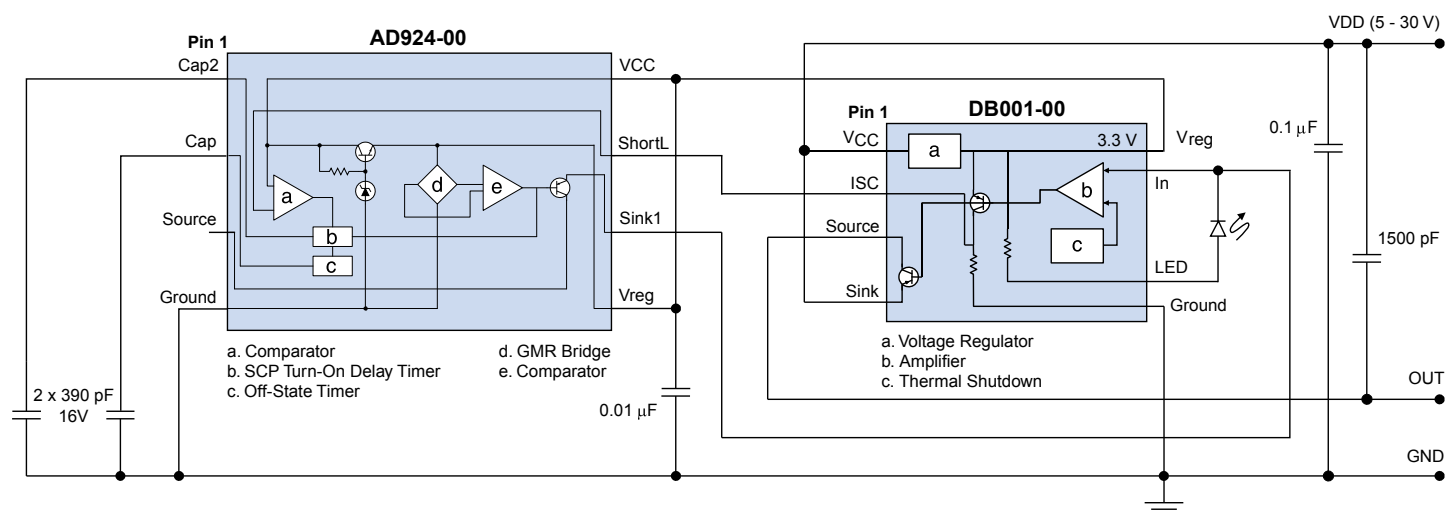 VDD (5 - 30 V)
AD924-00
Pin 1
Cap2
VCC
Pin 1
DB001-00
Cap
ShortL
VCC
a
3.3 V
Vreg
0.1 μF
ISC
In
a
d
e
b
Source
Sink1
Source
c
1500 pF
b
c
LED
Ground
Vreg
Sink
Ground
a. Comparator
b. SCP Turn-On Delay Timer
c. Off-State Timer
d. GMR Bridge
e. Comparator
a. Voltage Regulator
b. Amplifier
c. Thermal Shutdown
2 x 390 pF
16V
0.01 μF
OUT
GND